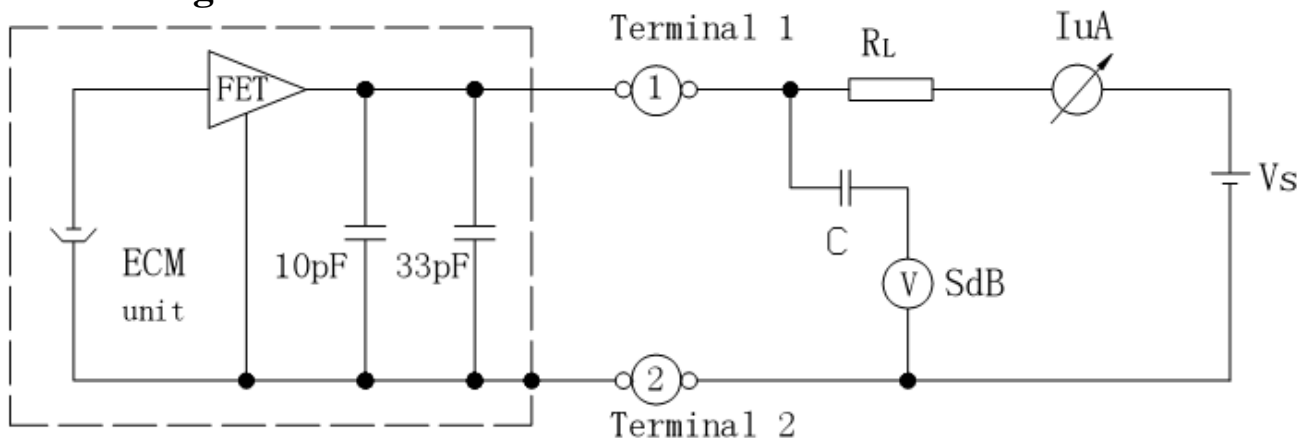 Terminal 1
RL
IuA
FET
1
Vs
ECM
unit
10pF
33pF
C
V
SdB
2
Terminal 2